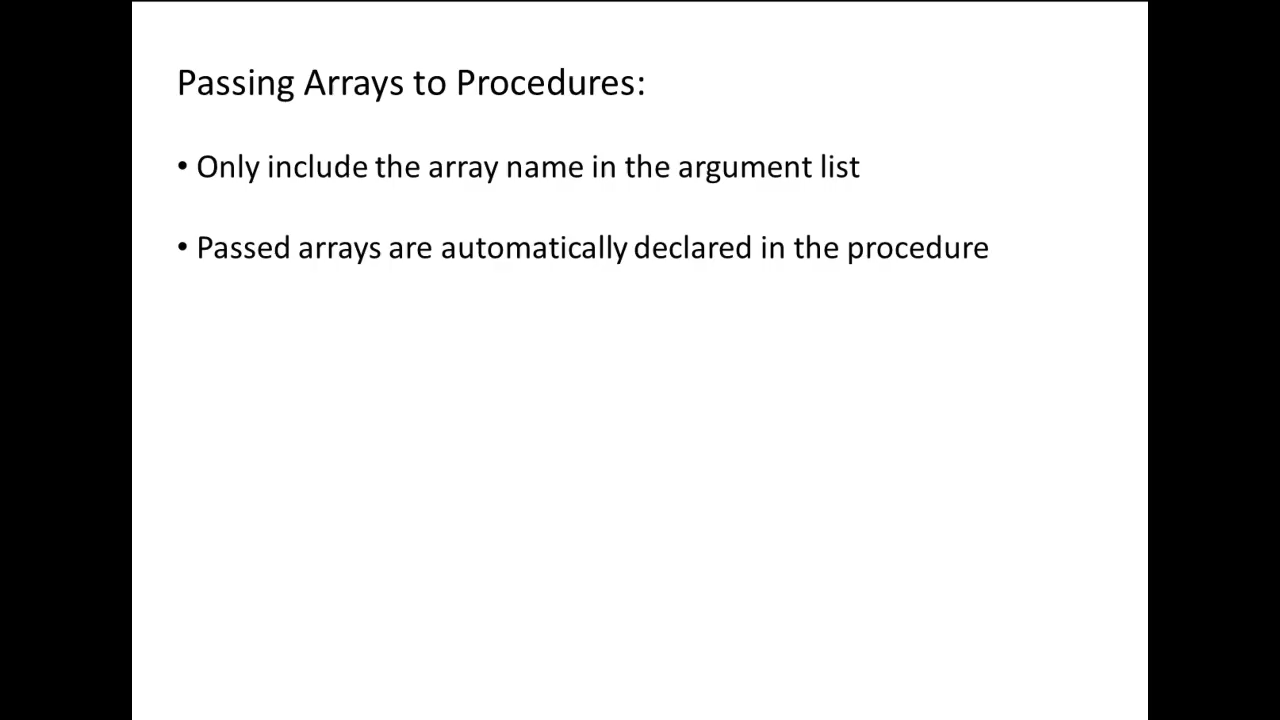 Passing Arrays to Procedures:
• Only include the array name in the argument list
• Passed arrays are automatically declared in the procedure